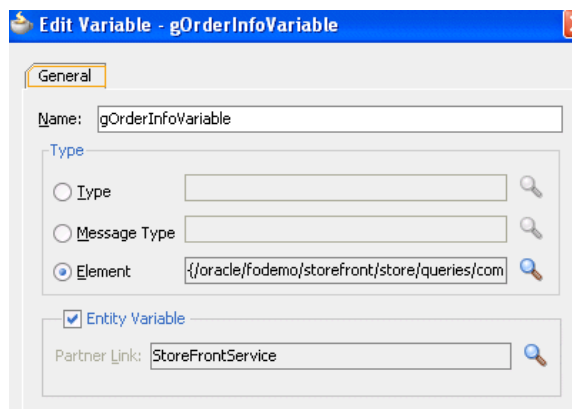 Edit Variable - gOrderInfoVariable
General
Name: gOrderInfoVariable
Type
Type
Message Type
Element {/oracle/fodemo/storefront/store/queries/com
Entity Variable
Partner Link: StoreFrontService